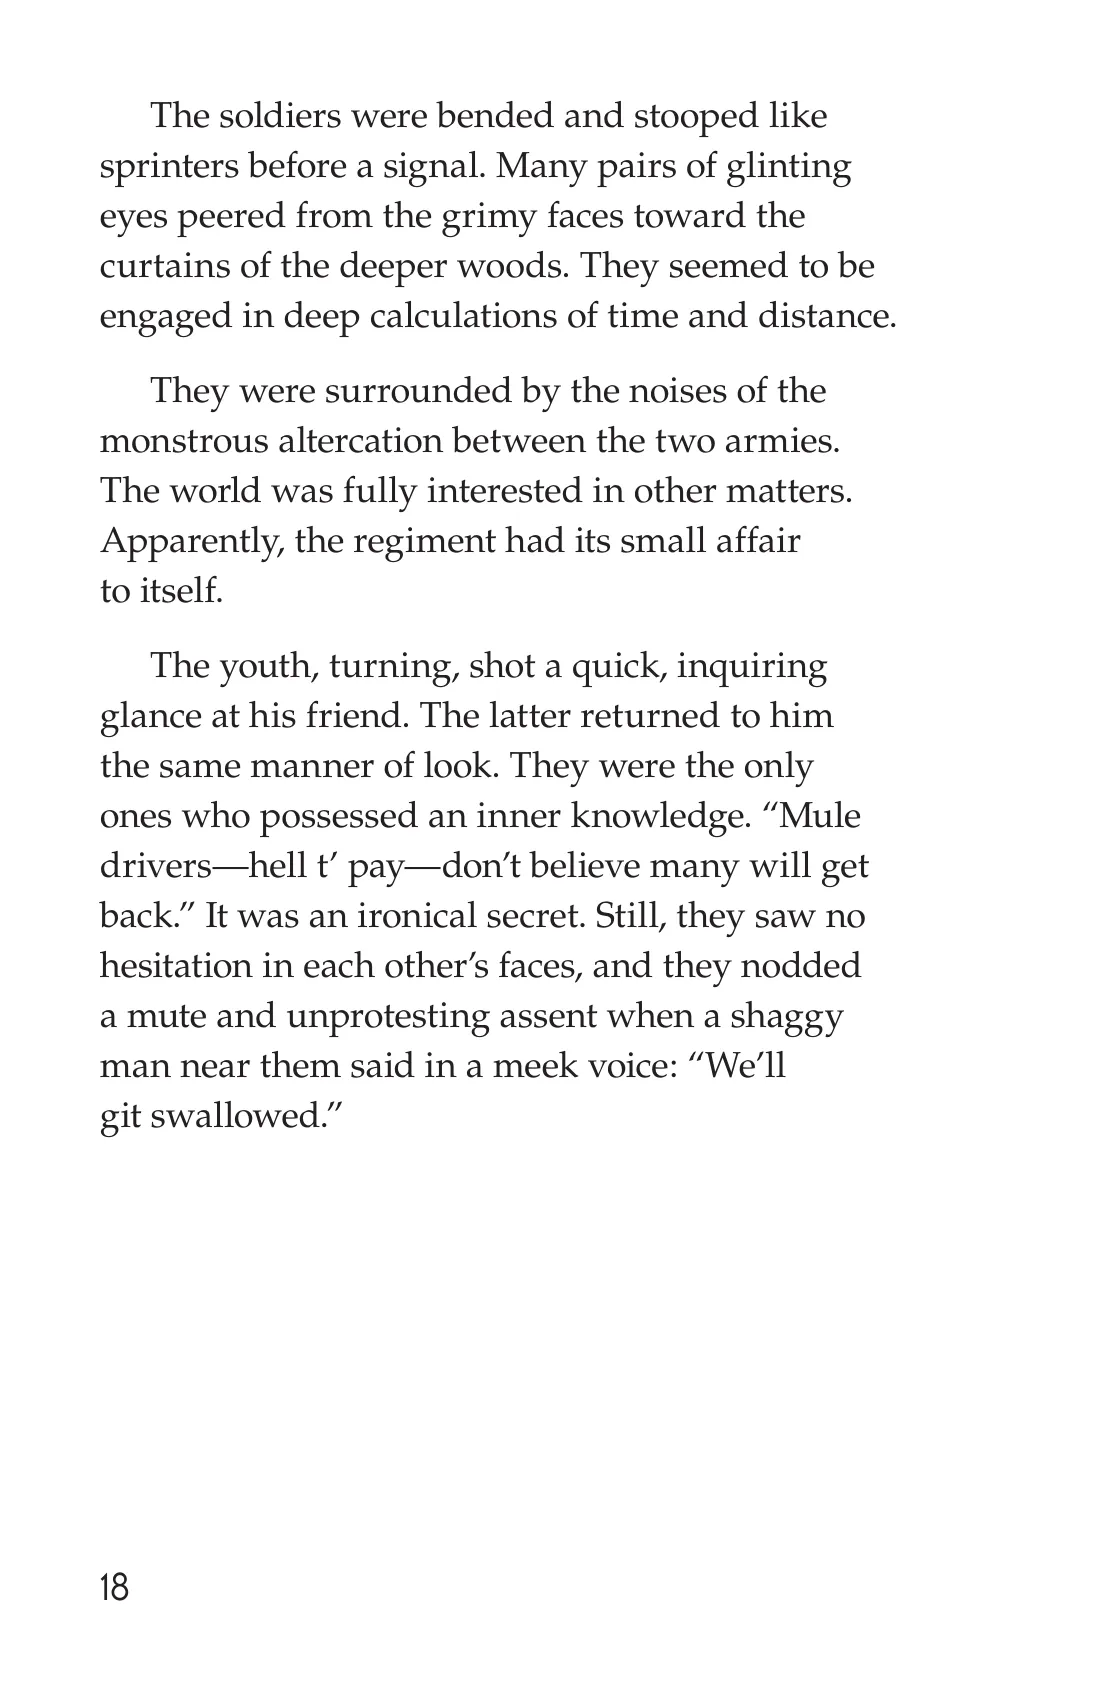 The soldiers were bended and stooped like
sprinters before a signal. Many pairs of glinting
eyes peered from the grimy faces toward the
curtains of the deeper woods. They seemed to be
engaged in deep calculations of time and distance.
They were surrounded by the noises of the
monstrous altercation between the two armies.
The world was fully interested in other matters.
Apparently, the regiment had its small affair
to itself.
The youth, turning, shot a quick, inquiring
glance at his friend. The latter returned to him
the same manner of look. They were the only
ones who possessed an inner knowledge. “Mule
drivers—hell t’ pay—don’t believe many will get
back.” It was an ironical secret. Still, they saw no
hesitation in each other’s faces, and they nodded
a mute and unprotesting assent when a shaggy
man near them said in a meek voice: “We’ll
git swallowed.”
18